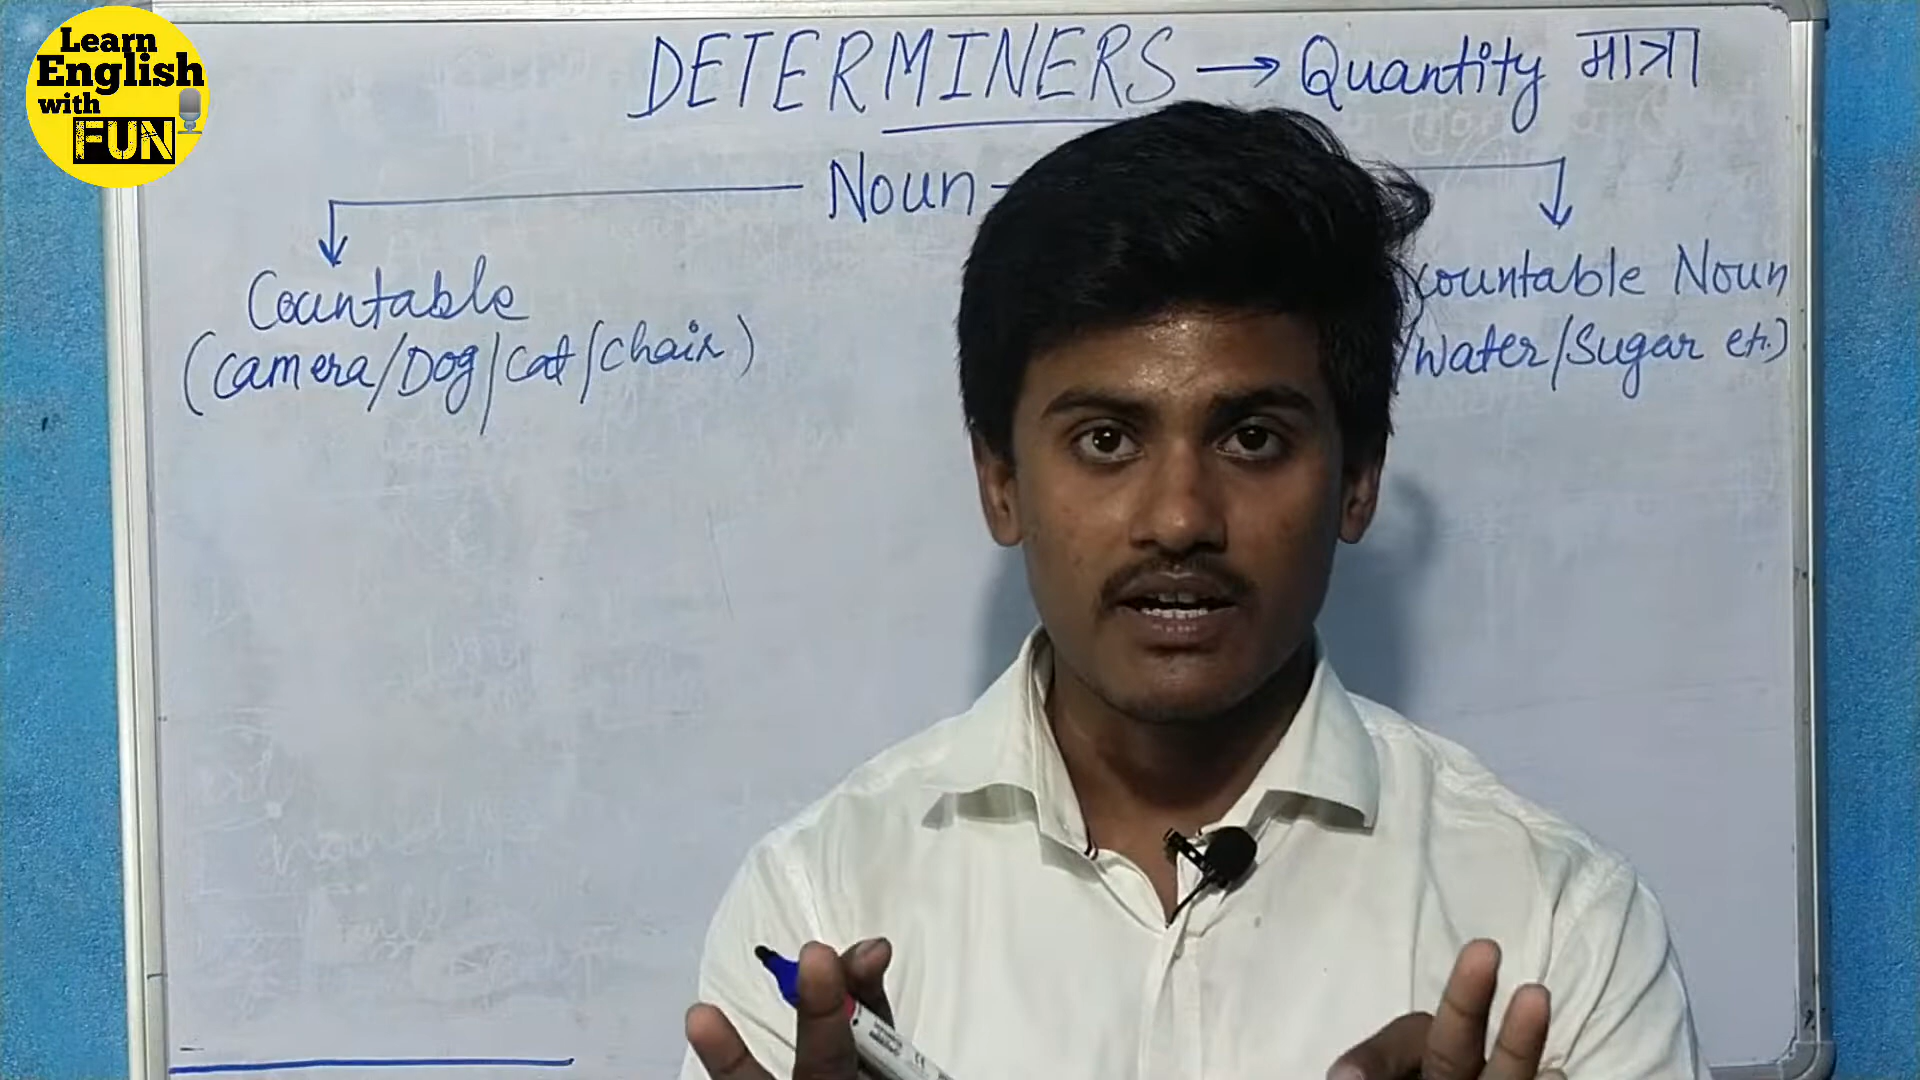 Learn
English
with
FUN
DETERMINERS → Quantity मात्रा
Noun
Countable
(camera/Dog/cat/chair)
countable Noun
/water/Sugar etc.)